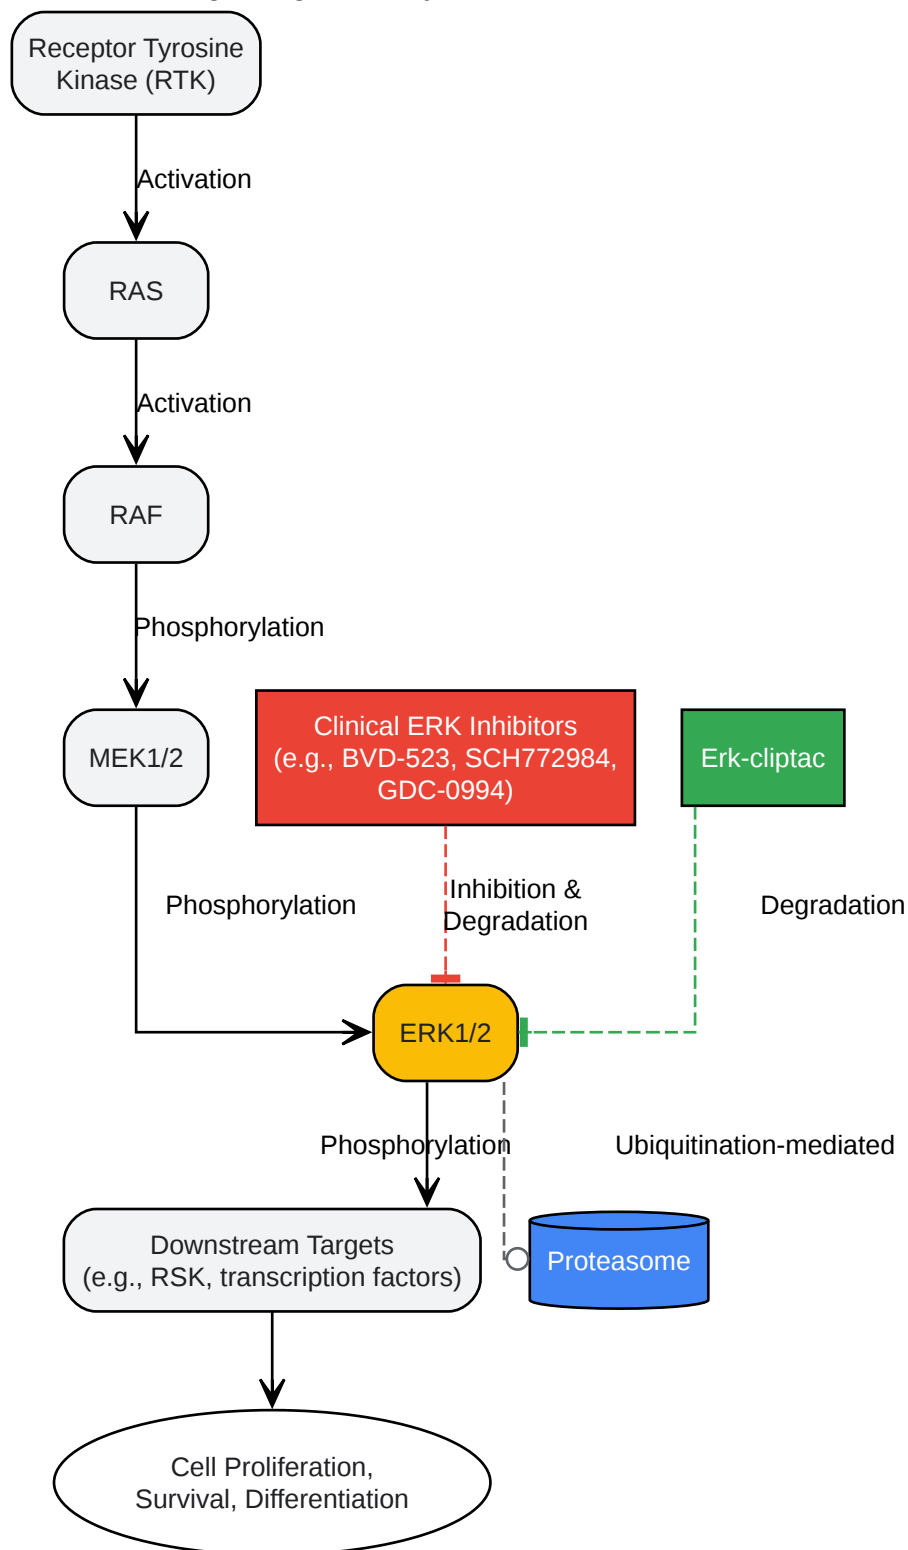 Receptor Tyrosine
Kinase (RTK)
Activation
RAS
Activation
RAF
Phosphorylation
MEK1/2
Clinical ERK Inhibitors
(e.g., BVD-523, SCH772984,
GDC-0994)
Erk-cliptac
Phosphorylation
Inhibition &
Degradation
Degradation
ERK1/2
Phosphorylation
Ubiquitination-mediated
Downstream Targets
(e.g., RSK, transcription factors)
Proteasome
Cell Proliferation,
Survival, Differentiation